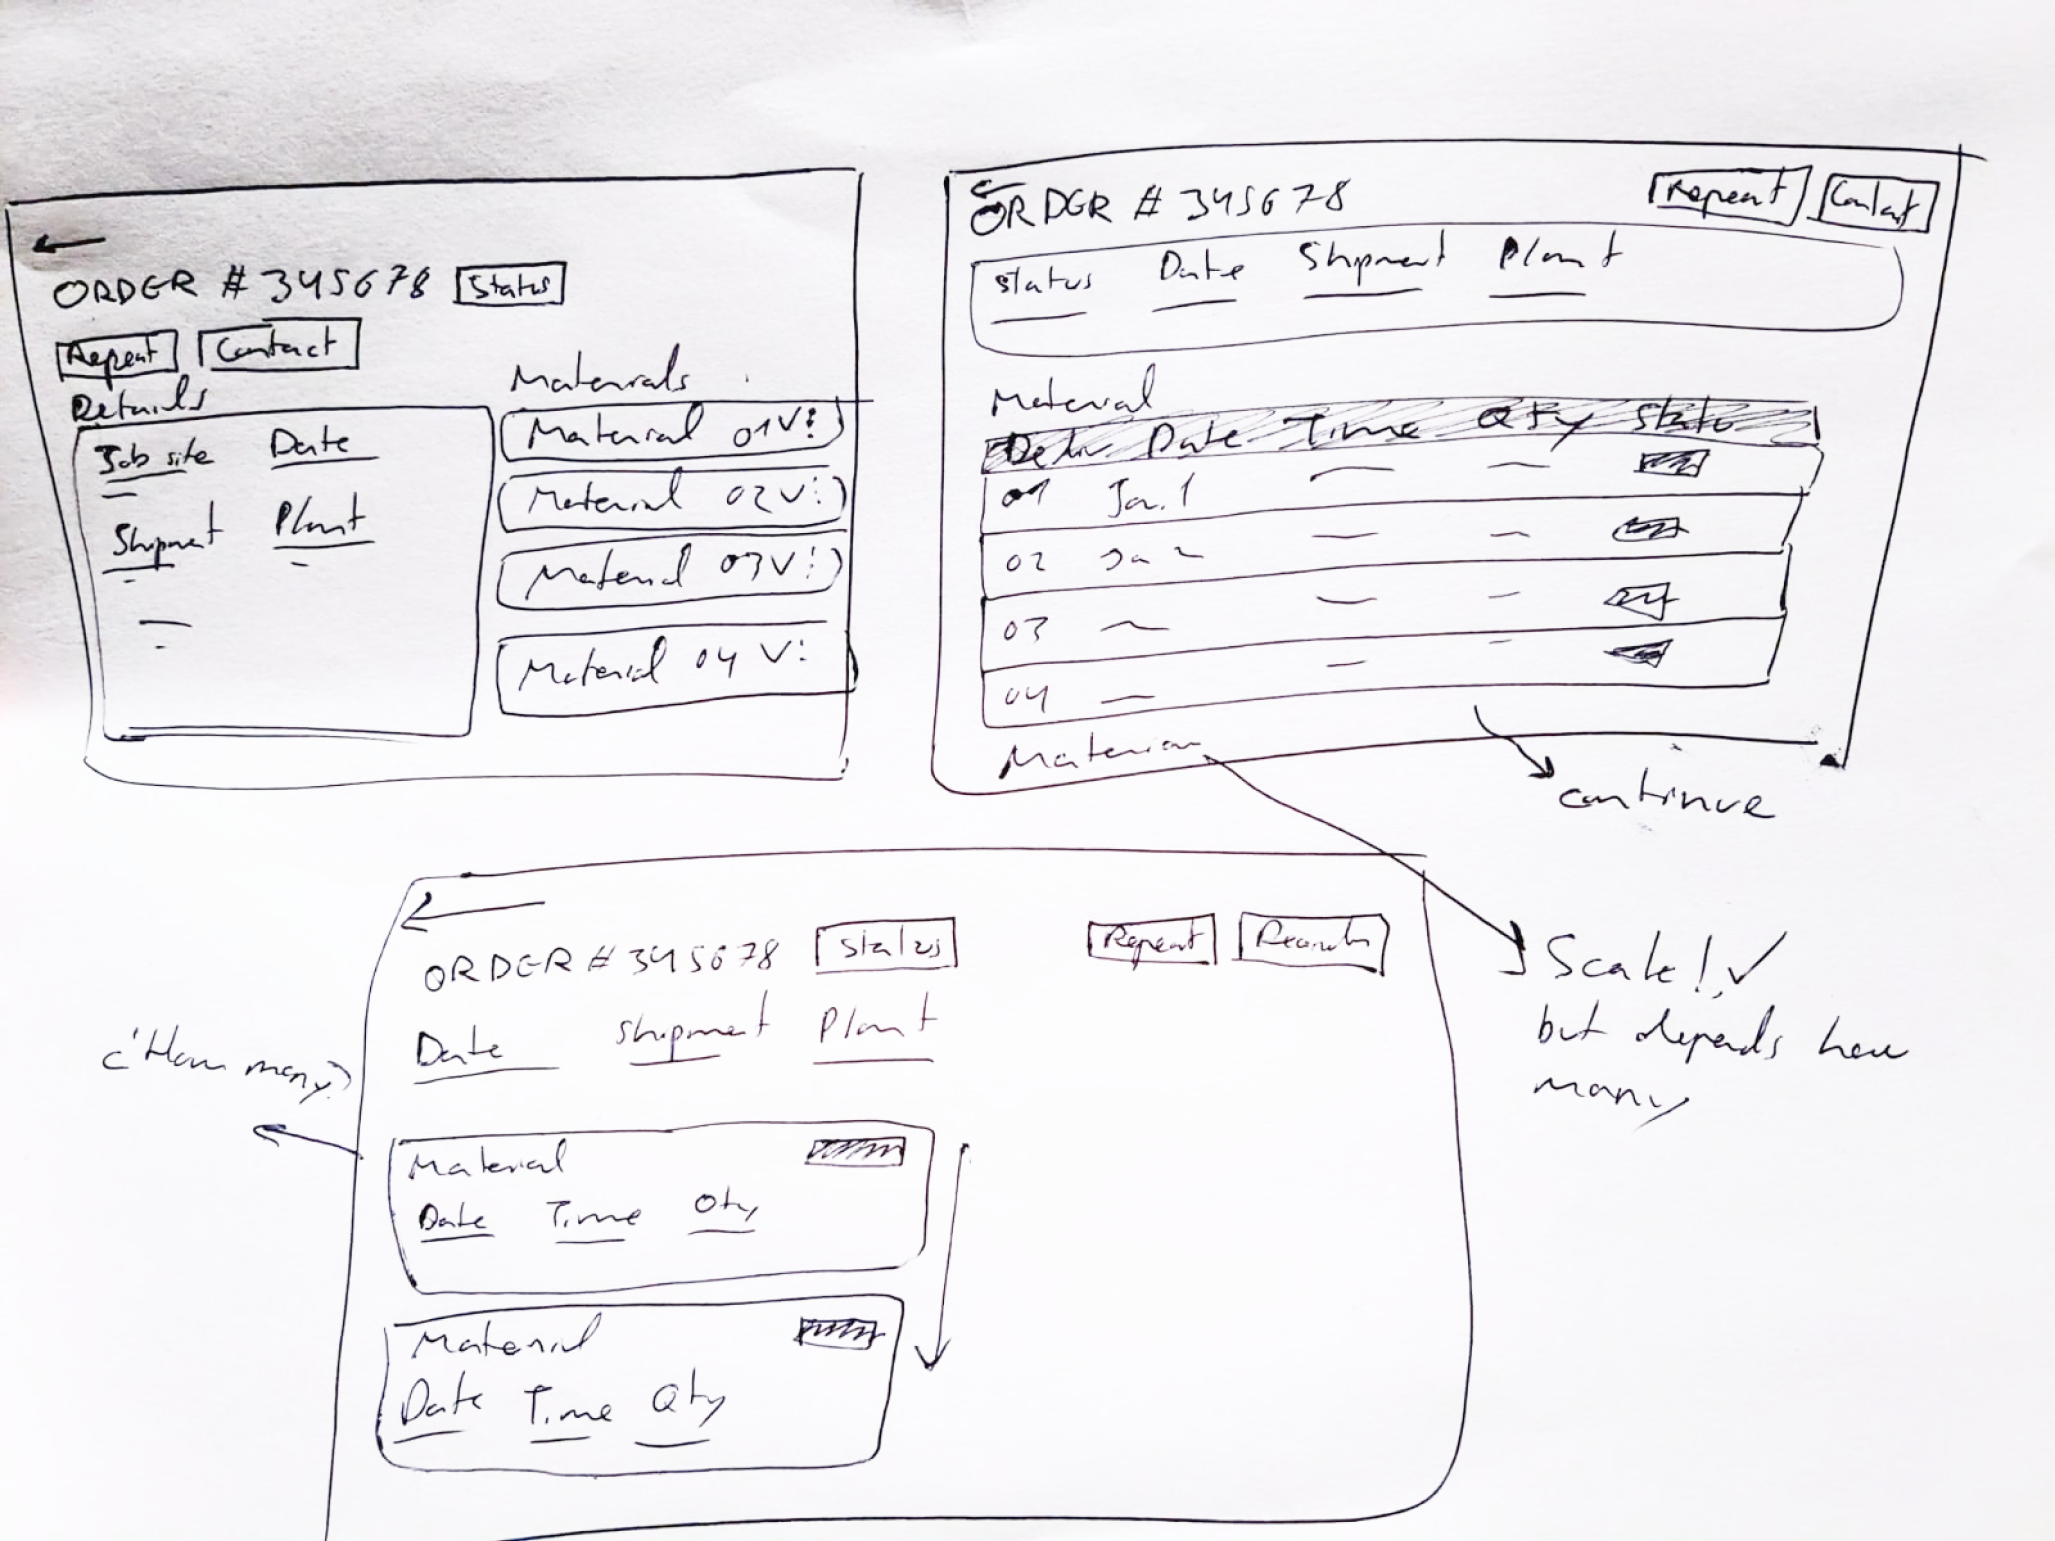 ORDER # 345678 Status
Repeat Contact
Details
Job site Date
Shipment Plant
Materials
Material 01 V⋮
Material 02 V⋮
Material 03 V⋮
Material 04 V⋮
ORDER # 345678 Repeat Contact
Status Date Shipment Plant
Material
Date Time Qty Status
01 Jan. 1
02 Jan 2
03
04
Material
continue
Scale! ✓
but depends how
many
ORDER # 345678 Status Repeat
Date Shipment Plant
¿How many?
Material
Date Time Qty
Material
Date Time Qty